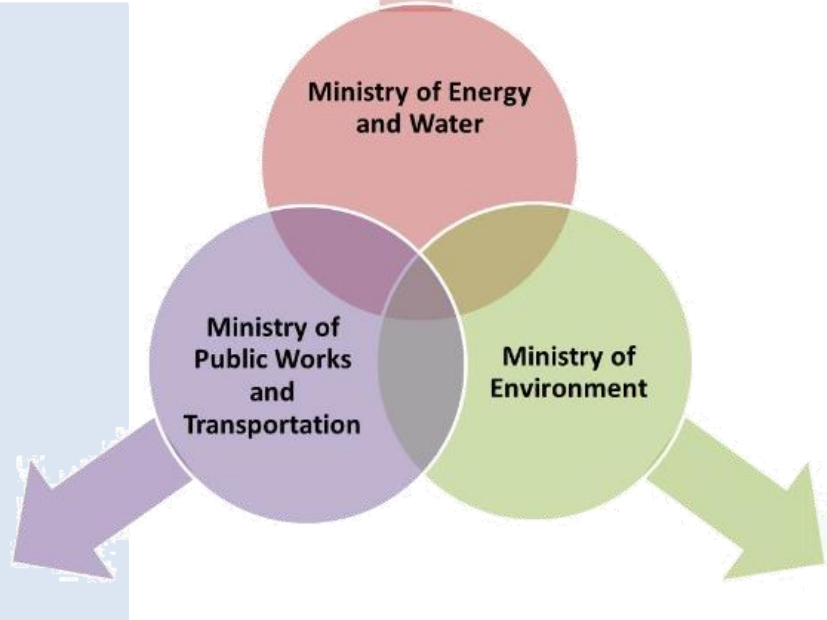 Ministry of Energy
and Water
Ministry of
Public Works
and
Transportation
Ministry of
Environment